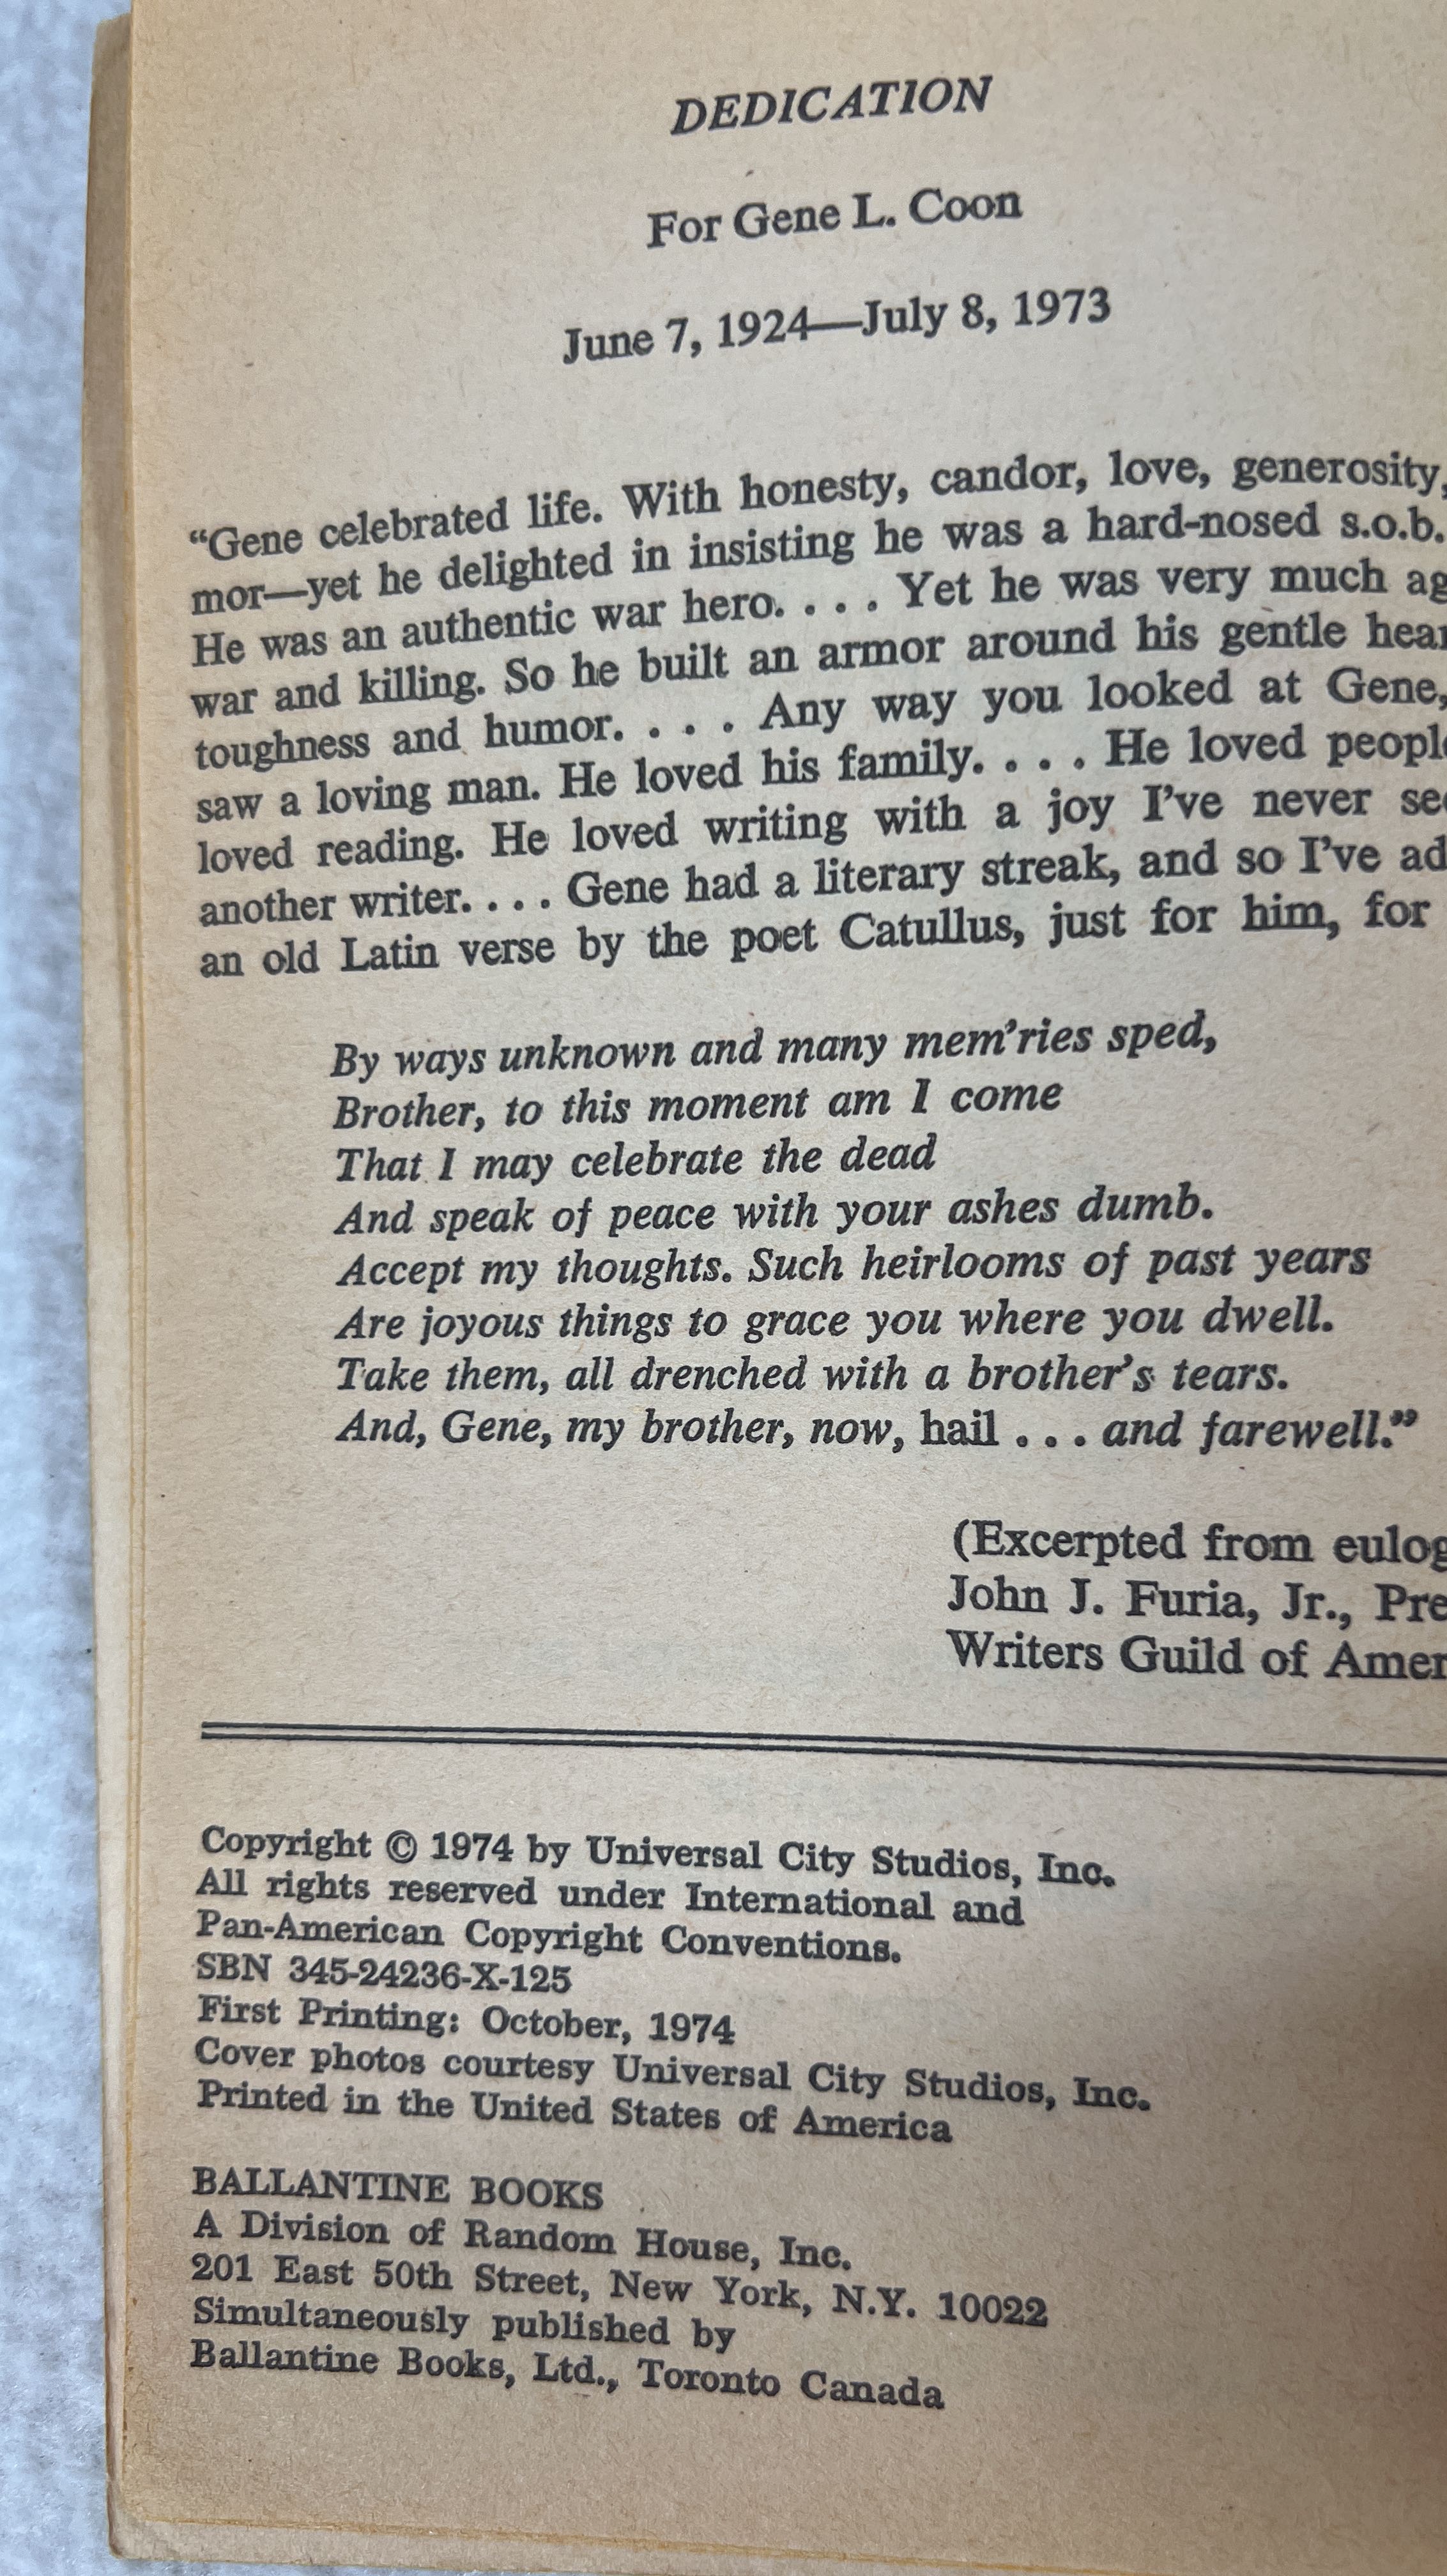 DEDICATION
For Gene L. Coon
June 7, 1924—July 8, 1973
“Gene celebrated life. With honesty, candor, love, generosity,
mor—yet he delighted in insisting he was a hard-nosed s.o.b.
He was an authentic war hero. . . . Yet he was very much
war and killing. So he built an armor around his gentle
toughness and humor. . . . Any way you looked at Gene,
saw a loving man. He loved his family. . . . He loved
loved reading. He loved writing with a joy I’ve never
another writer. . . . Gene had a literary streak, and so I’ve
an old Latin verse by the poet Catullus, just for him, for
By ways unknown and many mem’ries sped,
Brother, to this moment am I come
That I may celebrate the dead
And speak of peace with your ashes dumb.
Accept my thoughts. Such heirlooms of past years
Are joyous things to grace you where you dwell.
Take them, all drenched with a brother’s tears.
And, Gene, my brother, now, hail . . . and farewell.”
(Excerpted from
John J. Furia, Jr.,
Writers Guild of
Copyright © 1974 by Universal City Studios, Inc.
All rights reserved under International and
Pan-American Copyright Conventions.
SBN 345-24236-X-125
First Printing: October, 1974
Cover photos courtesy Universal City Studios, Inc.
Printed in the United States of America
BALLANTINE BOOKS
A Division of Random House, Inc.
201 East 50th Street, New York, N.Y. 10022
Simultaneously published by
Ballantine Books, Ltd., Toronto Canada